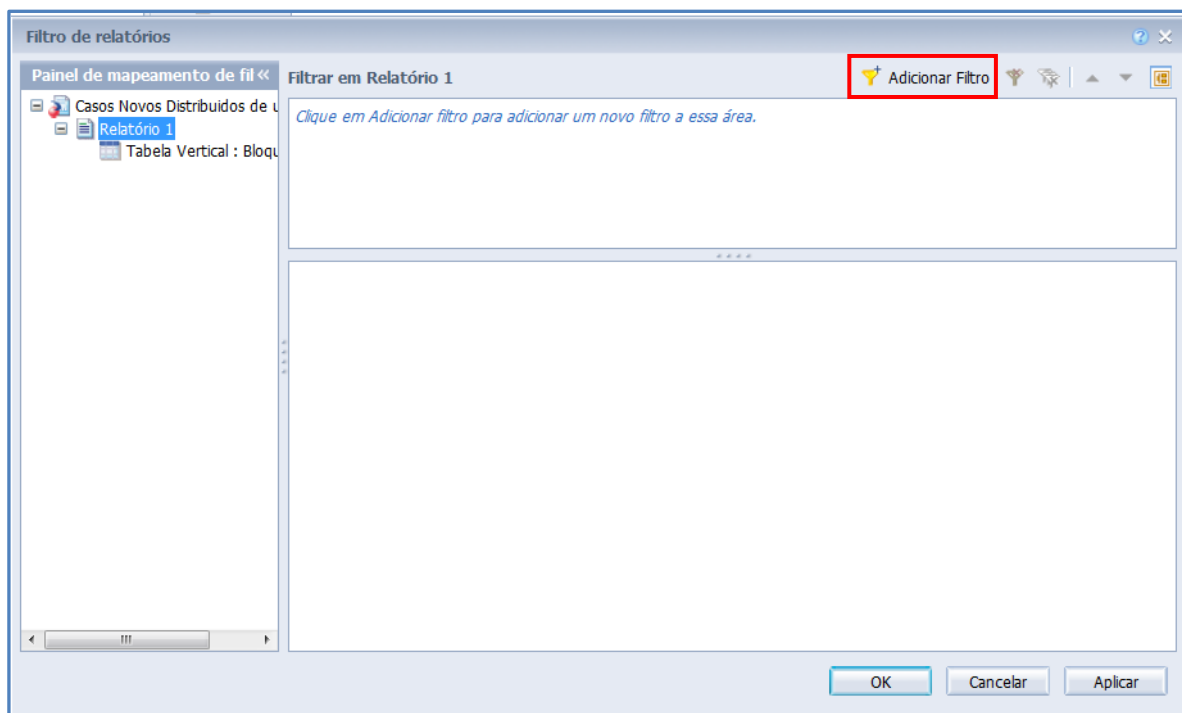 Filtro de relatórios
Painel de mapeamento de fil
Filtrar em Relatório 1
Adicionar Filtro
Casos Novos Distribuidos de u
Relatório 1
Tabela Vertical : Bloqu
Clique em Adicionar filtro para adicionar um novo filtro a essa área.
OK
Cancelar
Aplicar